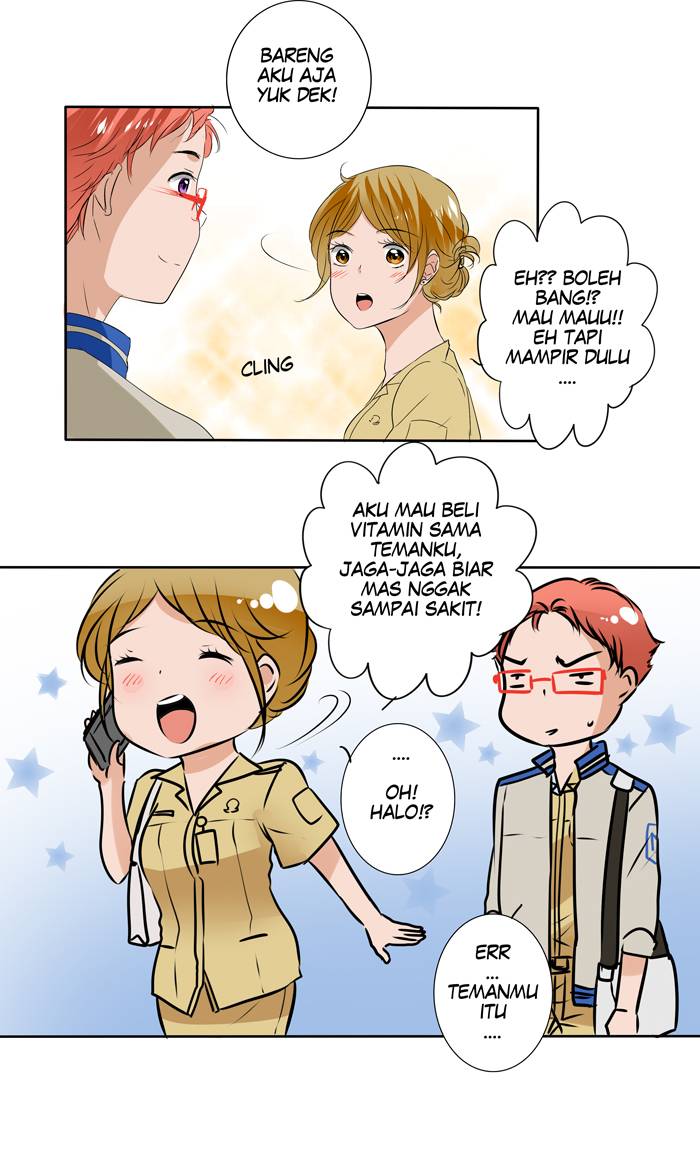 BARENG
AKU AJA
YUK DEK!
EH?? BOLEH
BANG!?
MAU MAUU!!
EH TAPI
MAMPIR DULU
....
CLING
AKU MAU BELI
VITAMIN SAMA
TEMANKU,
JAGA-JAGA BIAR
MAS NGGAK
SAMPAI SAKIT!
....
OH!
HALO!?
ERR
...
TEMANMU
ITU
....